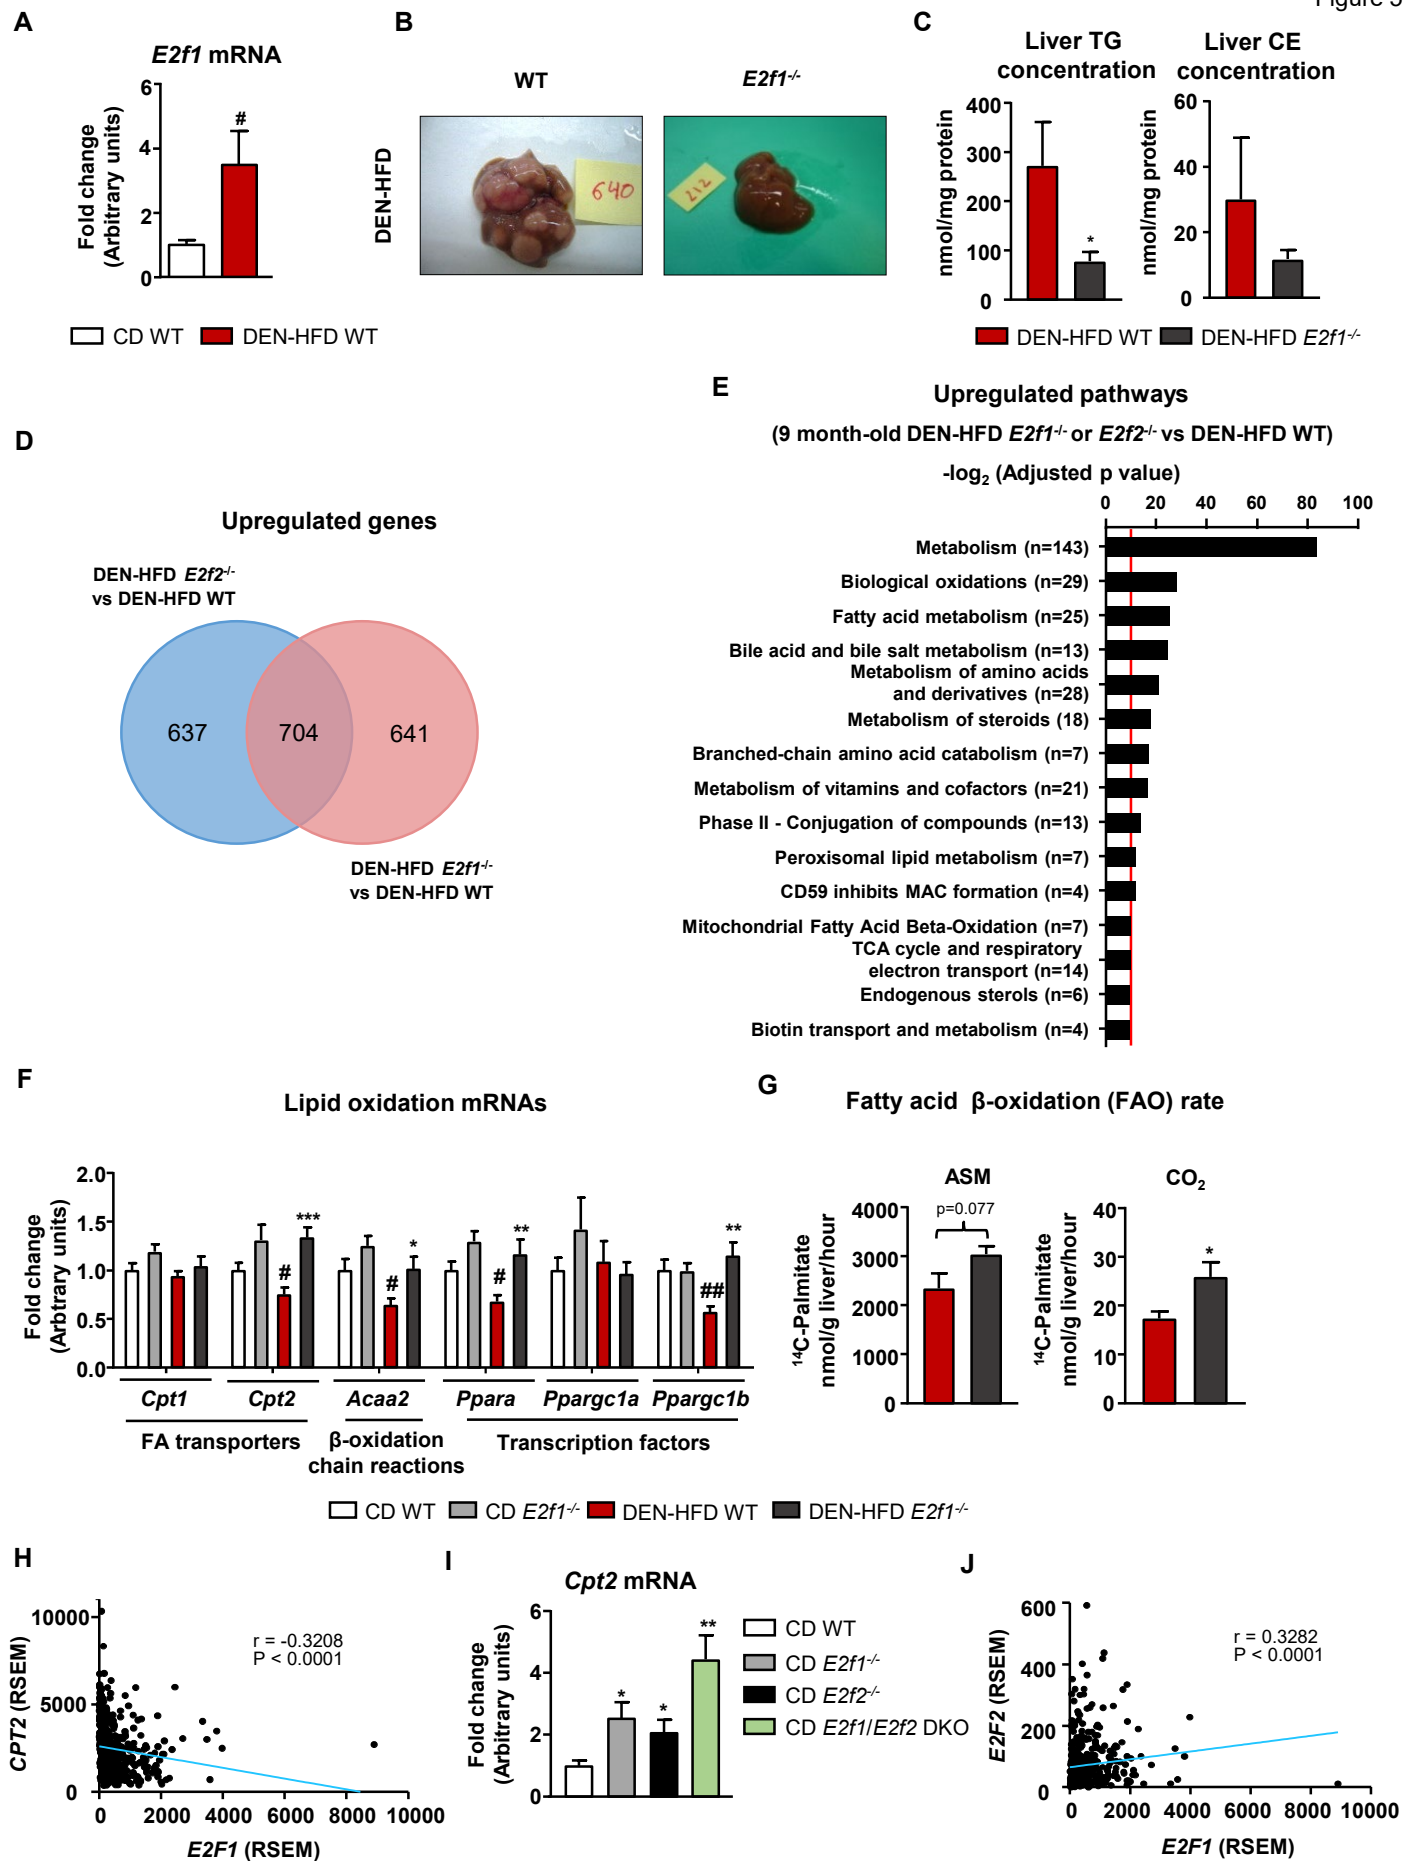 Figure 5
A
E2f1 mRNA
Fold change
(Arbitrary units)
6
4
2
0
#
CD WT
DEN-HFD WT
B
WT
E2f1-/-
DEN-HFD
640
212
C
Liver TG
concentration
nmol/mg protein
400
300
200
100
0
*
Liver CE
concentration
nmol/mg protein
60
40
20
0
DEN-HFD WT
DEN-HFD E2f1-/-
D
Upregulated genes
DEN-HFD E2f2-/-
vs DEN-HFD WT
637
704
641
DEN-HFD E2f1-/-
vs DEN-HFD WT
E
Upregulated pathways
(9 month-old DEN-HFD E2f1-/- or E2f2-/- vs DEN-HFD WT)
-log2 (Adjusted p value)
0 20 40 60 80 100
Metabolism (n=143)
Biological oxidations (n=29)
Fatty acid metabolism (n=25)
Bile acid and bile salt metabolism (n=13)
Metabolism of amino acids
and derivatives (n=28)
Metabolism of steroids (18)
Branched-chain amino acid catabolism (n=7)
Metabolism of vitamins and cofactors (n=21)
Phase II - Conjugation of compounds (n=13)
Peroxisomal lipid metabolism (n=7)
CD59 inhibits MAC formation (n=4)
Mitochondrial Fatty Acid Beta-Oxidation (n=7)
TCA cycle and respiratory
electron transport (n=14)
Endogenous sterols (n=6)
Biotin transport and metabolism (n=4)
F
Lipid oxidation mRNAs
Fold change
(Arbtrary units)
2.0
1.5
1.0
0.5
0.0
# *** # * # ** ## **
Cpt1 Cpt2 Acaa2 Ppara Ppargc1a Ppargc1b
FA transporters
β-oxidation
chain reactions
Transcription factors
CD WT
CD E2f1-/-
DEN-HFD WT
DEN-HFD E2f1-/-
G
Fatty acid β-oxidation (FAO) rate
ASM
14C-Palmitate
nmol/g liver/hour
4000
3000
2000
1000
0
p=0.077
CO2
14C-Palmitate
nmol/g liver/hour
40
30
20
10
0
*
H
CPT2 (RSEM)
10000
5000
0
r = -0.3208
P < 0.0001
0 2000 4000 6000 8000 10000
E2F1 (RSEM)
I
Cpt2 mRNA
Fold change
(Arbitrary units)
6
4
2
0
* * **
CD WT
CD E2f1-/-
CD E2f2-/-
CD E2f1/E2f2 DKO
J
E2F2 (RSEM)
600
400
200
0
r = 0.3282
P < 0.0001
0 2000 4000 6000 8000 10000
E2F1 (RSEM)